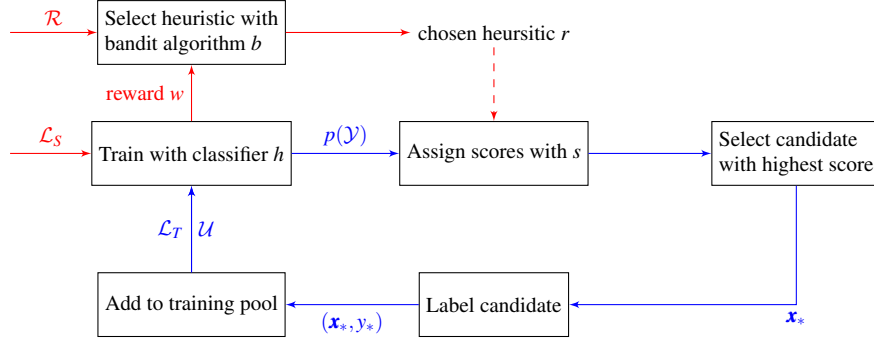 ℛ
Select heuristic with
bandit algorithm b
chosen heursitic r
reward w
ℒ_S
Train with classifier h
p(𝒴)
Assign scores with s
Select candidate
with highest score
ℒ_T 𝒰
Add to training pool
(𝒙_*, y_*)
Label candidate
𝒙_*